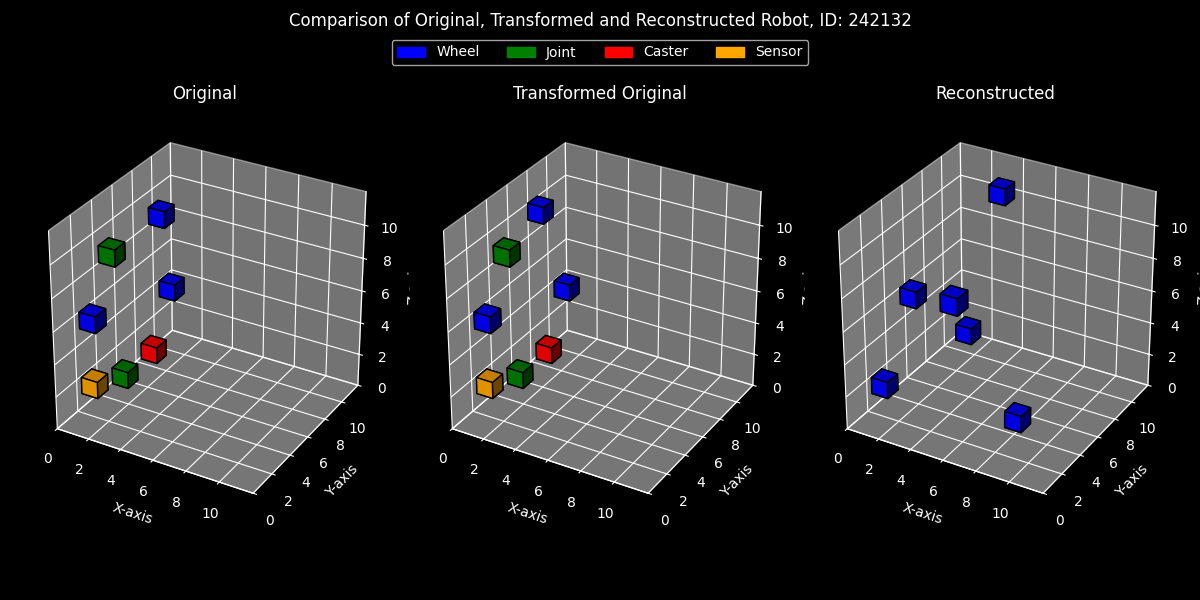 Comparison of Original, Transformed and Reconstructed Robot, ID: 242132
Wheel Joint Caster Sensor
Original Transformed Original Reconstructed
10 10 10
8 8 8
6 6 6
4 4 4
2 2 2
0 0 0
0 2 4 6 8 10 0 2 4 6 8 10 0 2 4 6 8 10
X-axis X-axis X-axis
0 2 4 6 8 10 0 2 4 6 8 10 0 2 4 6 8 10
Y-axis Y-axis Y-axis